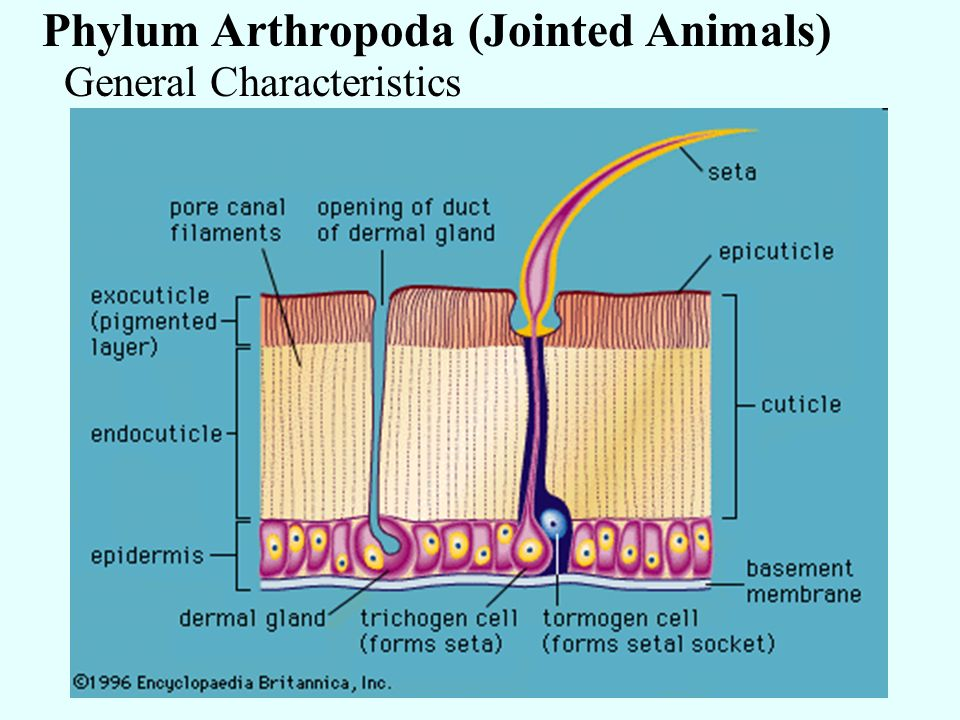 Phylum Arthropoda (Jointed Animals)
General Characteristics
seta
pore canal
filaments
opening of duct
of dermal gland
epicuticle
exocuticle
(pigmented
layer)
cuticle
endocuticle
epidermis
basement
membrane
dermal gland
trichogen cell
(forms seta)
tormogen cell
(forms setal socket)
©1996 Encyclopaedia Britannica, Inc.